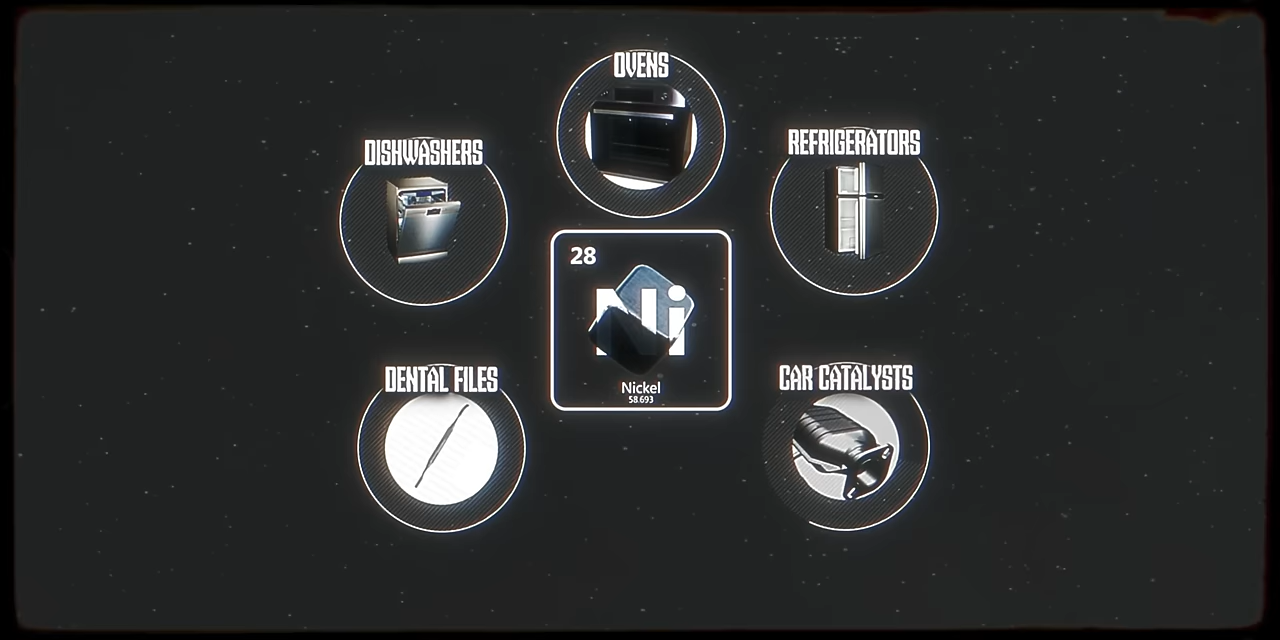 OVENS
DISHWASHERS
REFRIGERATORS
28
Ni
Nickel
58.693
DENTAL FILES
CAR CATALYSTS